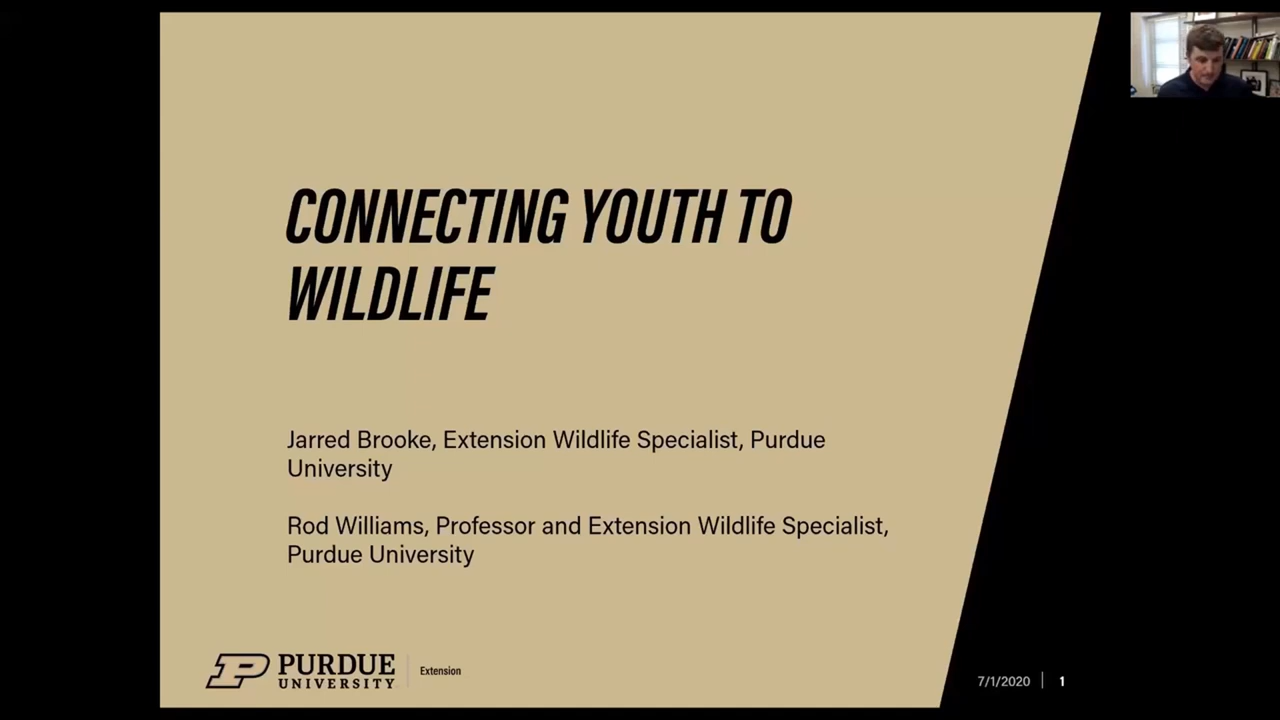 CONNECTING YOUTH TO
WILDLIFE
Jarred Brooke, Extension Wildlife Specialist, Purdue
University
Rod Williams, Professor and Extension Wildlife Specialist,
Purdue University
P PURDUE UNIVERSITY Extension
7/1/2020 | 1